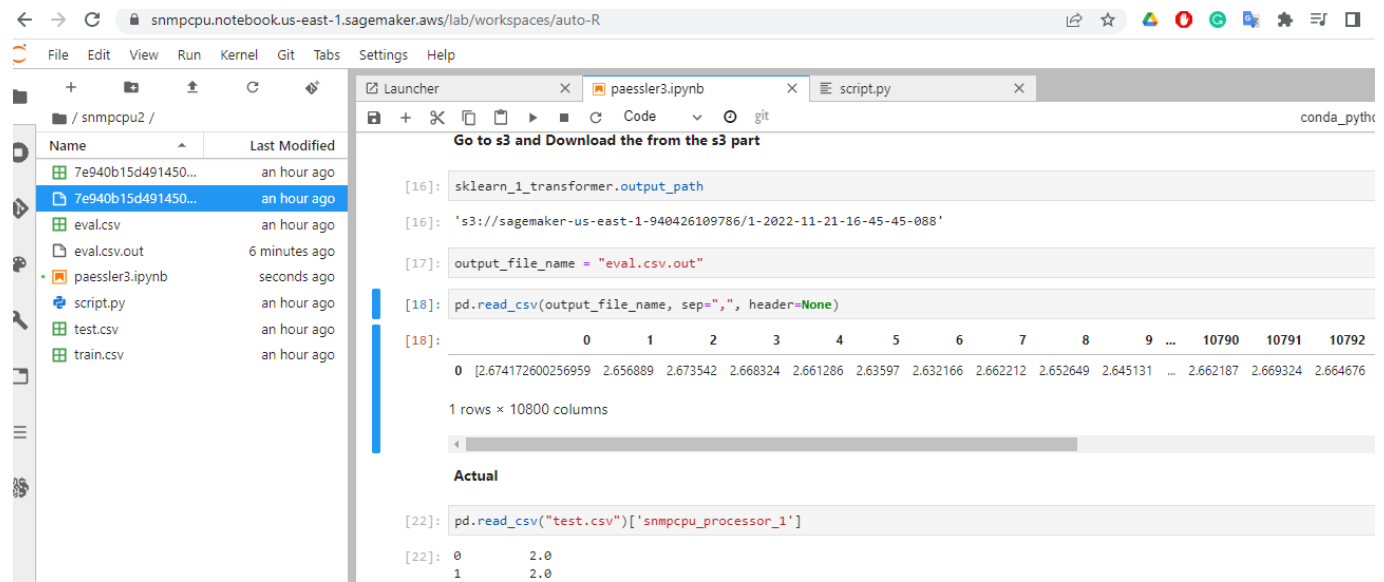 snmpcpu.notebook.us-east-1.sagemaker.aws/lab/workspaces/auto-R
File Edit View Run Kernel Git Tabs Settings Help
/ snmpcpu2 /
Name Last Modified
7e940b15d491450... an hour ago
7e940b15d491450... an hour ago
eval.csv an hour ago
eval.csv.out 6 minutes ago
paessler3.ipynb seconds ago
script.py an hour ago
test.csv an hour ago
train.csv an hour ago
Launcher paessler3.ipynb script.py
Code git conda_pytho
Go to s3 and Download the from the s3 part
[16]: sklearn_1_transformer.output_path
[16]: 's3://sagemaker-us-east-1-940426109786/1-2022-11-21-16-45-45-088'
[17]: output_file_name = "eval.csv.out"
[18]: pd.read_csv(output_file_name, sep=",", header=None)
[18]: 0 1 2 3 4 5 6 7 8 9 ... 10790 10791 10792
0 [2.674172600256959 2.656889 2.673542 2.668324 2.661286 2.63597 2.632166 2.662212 2.652649 2.645131 ... 2.662187 2.669324 2.664676
1 rows × 10800 columns
Actual
[22]: pd.read_csv("test.csv")['snmpcpu_processor_1']
[22]: 0 2.0
1 2.0